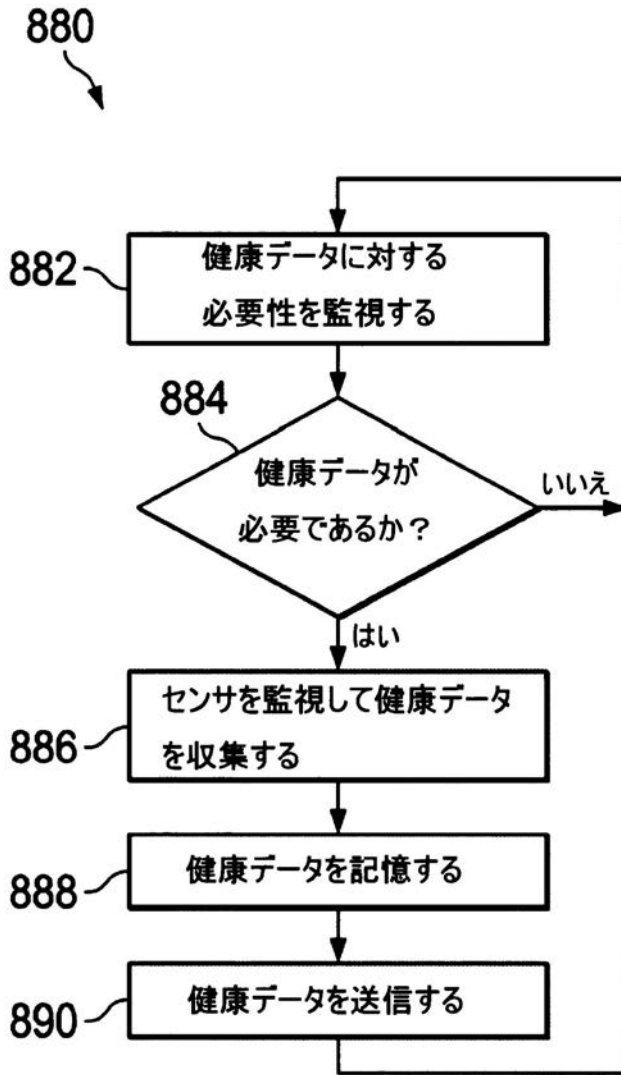 880
882
健康データに対する
必要性を監視する
884
健康データが
必要であるか？
いいえ
はい
886
センサを監視して健康データ
を収集する
888
健康データを記憶する
890
健康データを送信する